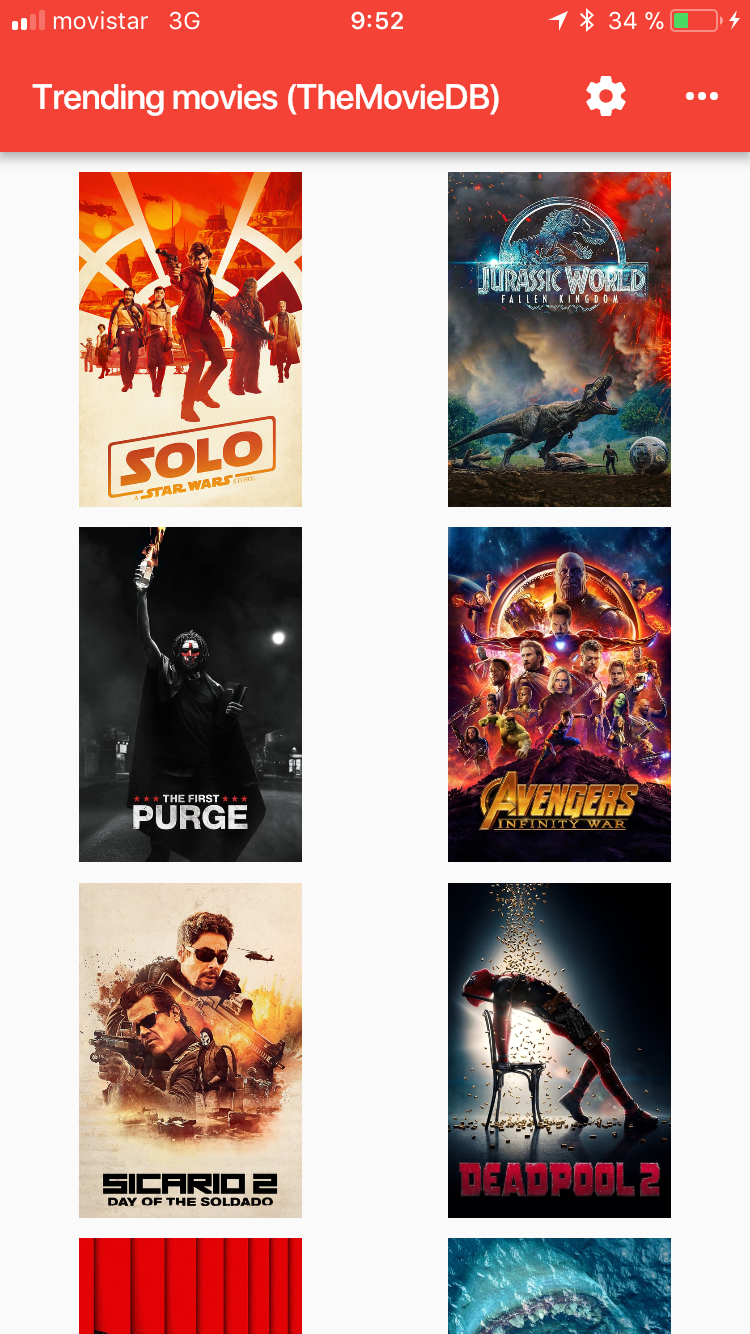 movistar 3G 9:52 34 %
Trending movies (TheMovieDB)
SOLO
A STAR WARS STORY
JURASSIC WORLD
FALLEN KINGDOM
THE FIRST
PURGE
AVENGERS
INFINITY WAR
SICARIO 2
DAY OF THE SOLDADO
DEADPOOL 2